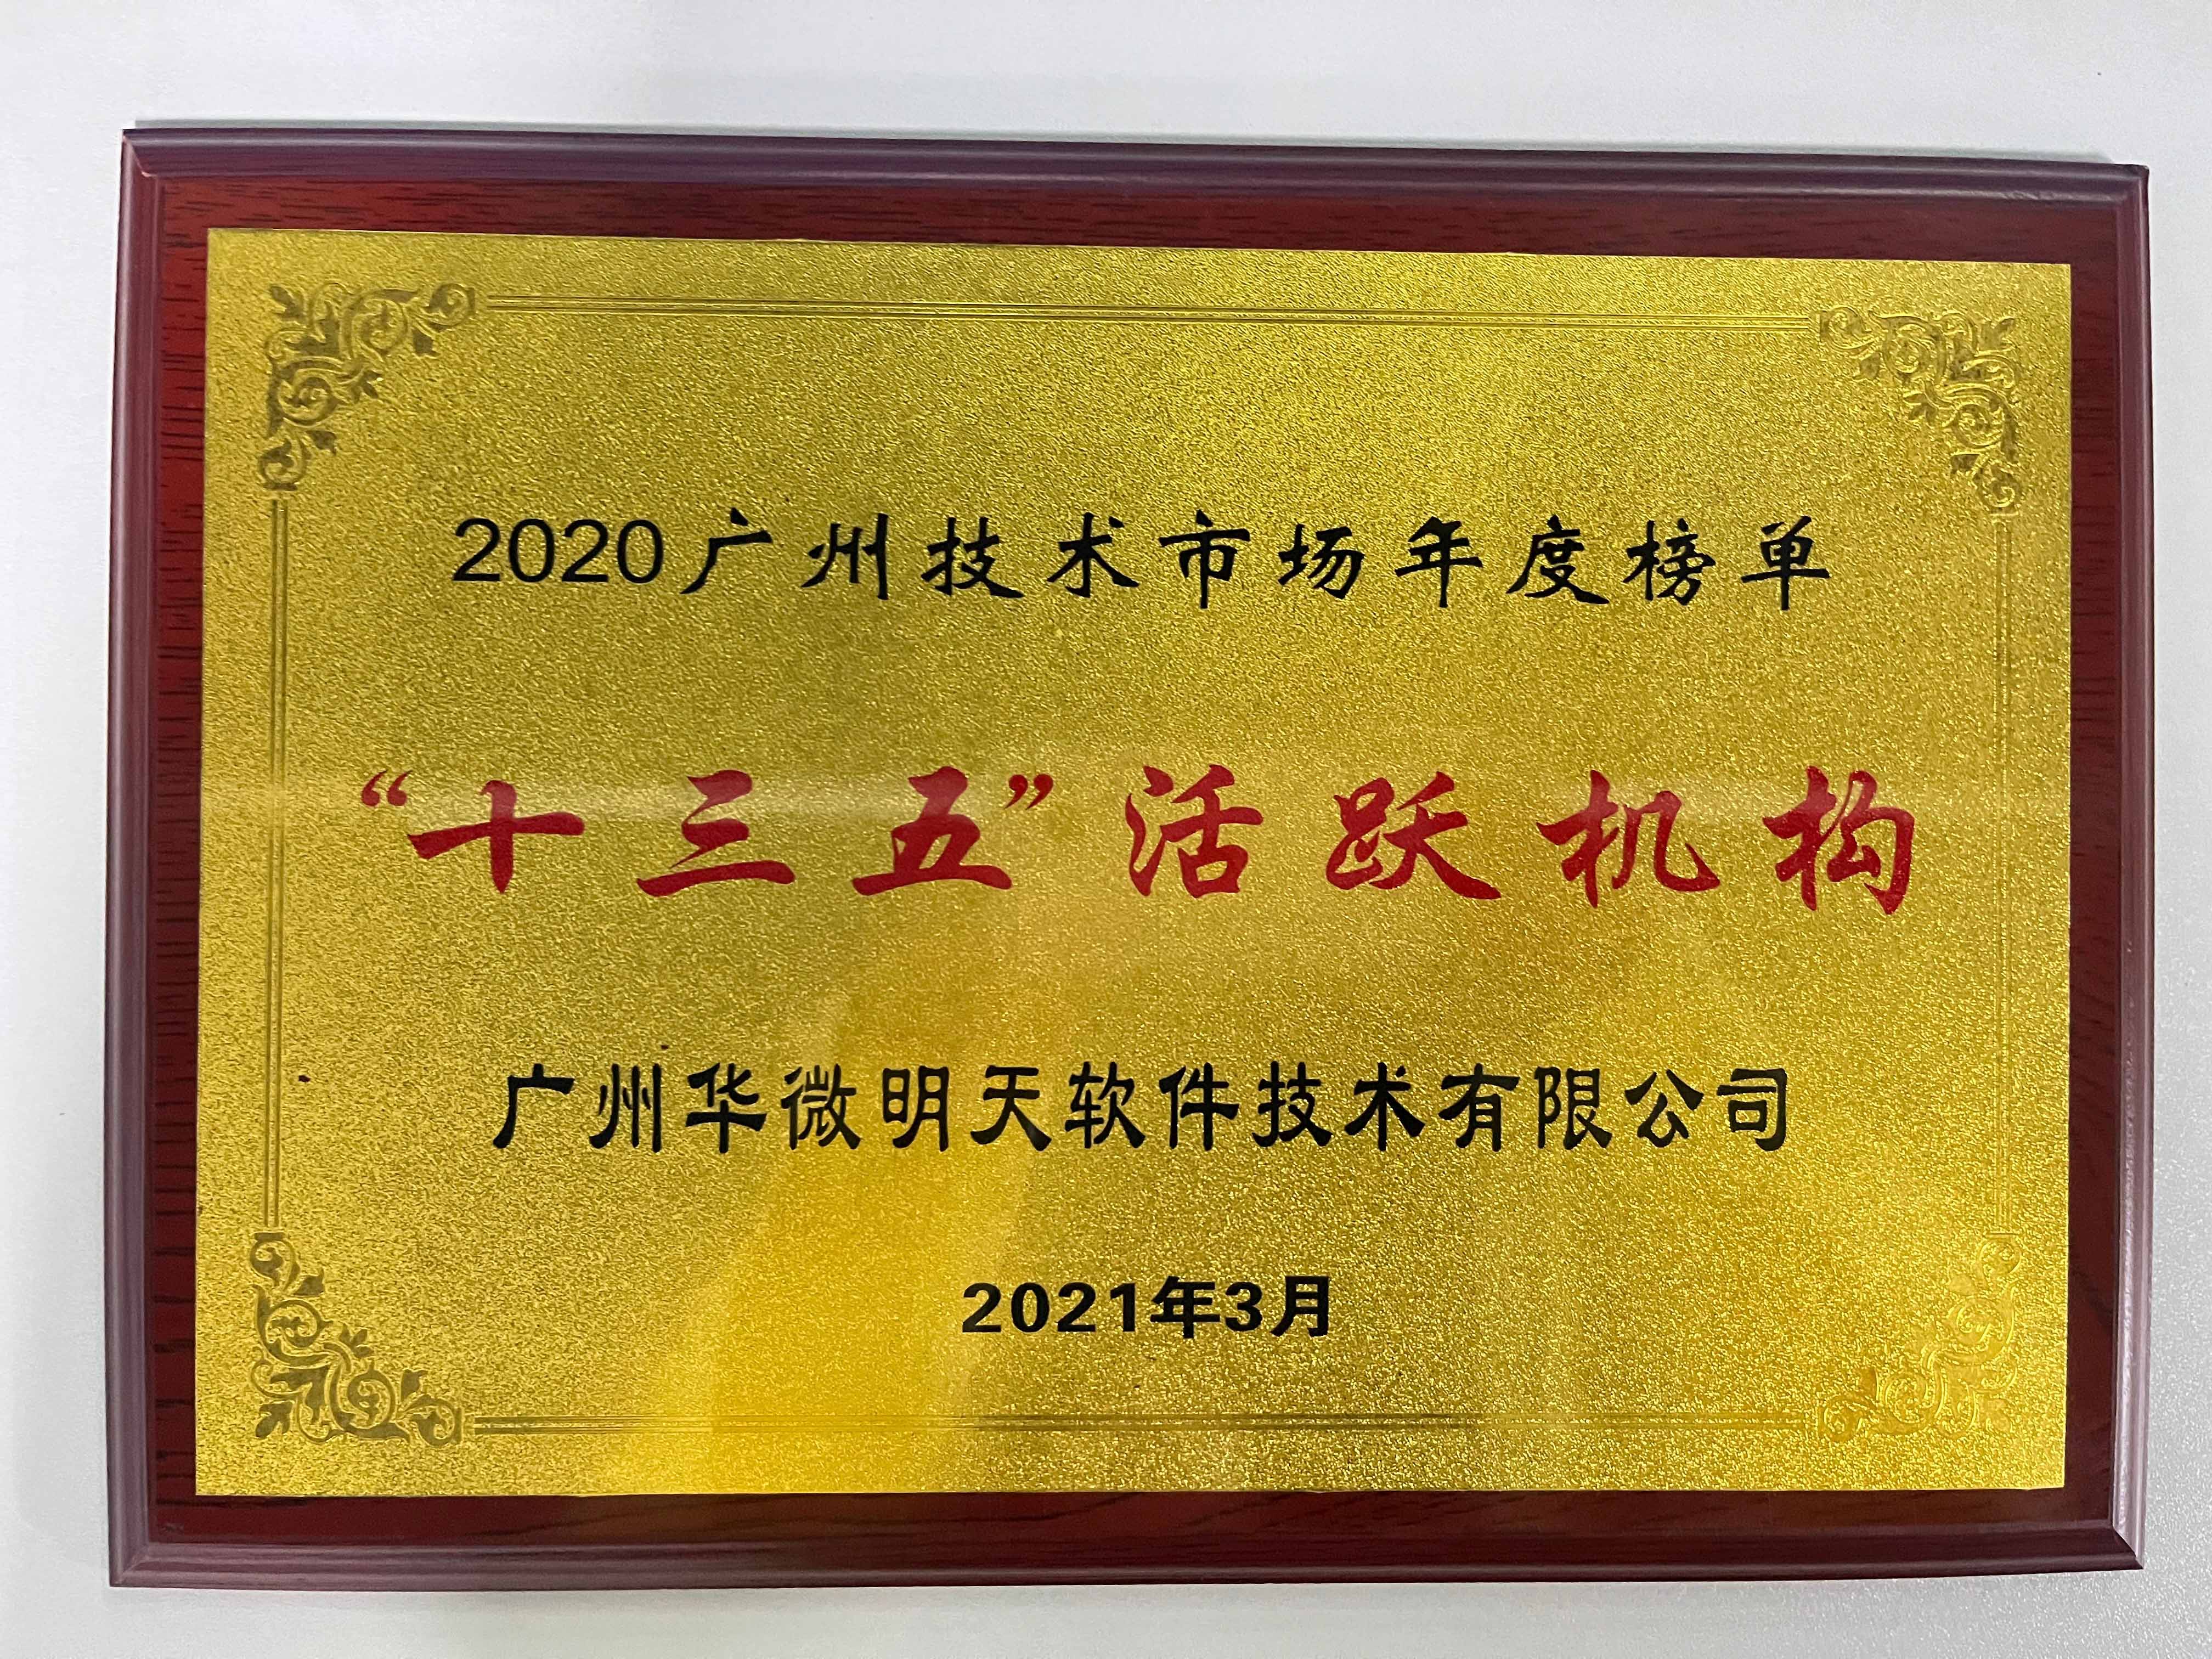 2020广州技术市场年度榜单
“十三五”活跃机构
广州华微明天软件技术有限公司
2021年3月